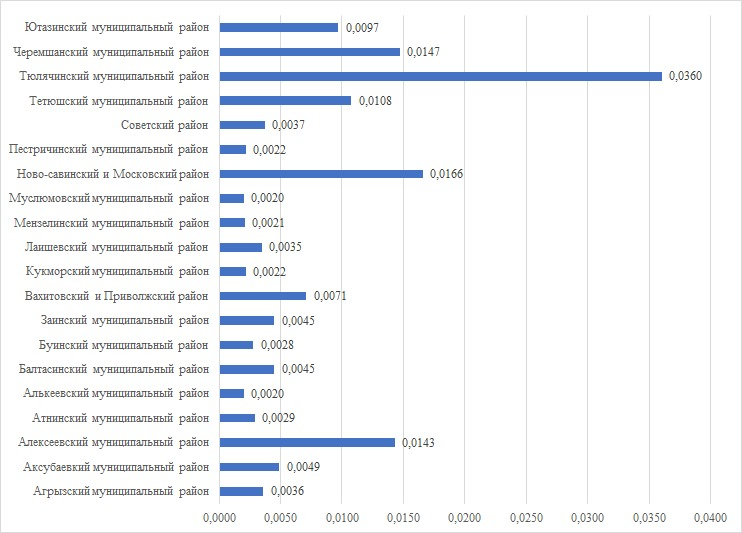 Ютазинский муниципальный район 0,0097
Черемшанский муниципальный район 0,0147
Тюлячинский муниципальный район 0,0360
Тетюшский муниципальный район 0,0108
Советский район 0,0037
Пестричинский муниципальный район 0,0022
Ново-савинский и Московский район 0,0166
Муслюмовский муниципальный район 0,0020
Мензелинский муниципальный район 0,0021
Лаишевский муниципальный район 0,0035
Кукморский муниципальный район 0,0022
Вахитовский и Приволжский район 0,0071
Заинский муниципальный район 0,0045
Буинский муниципальный район 0,0028
Балтасинский муниципальный район 0,0045
Алькеевский муниципальный район 0,0020
Атнинский муниципальный район 0,0029
Алексеевский муниципальный район 0,0143
Аксубаевкий муниципальный район 0,0049
Агрызский муниципальный район 0,0036
0,0000 0,0050 0,0100 0,0150 0,0200 0,0250 0,0300 0,0350 0,0400